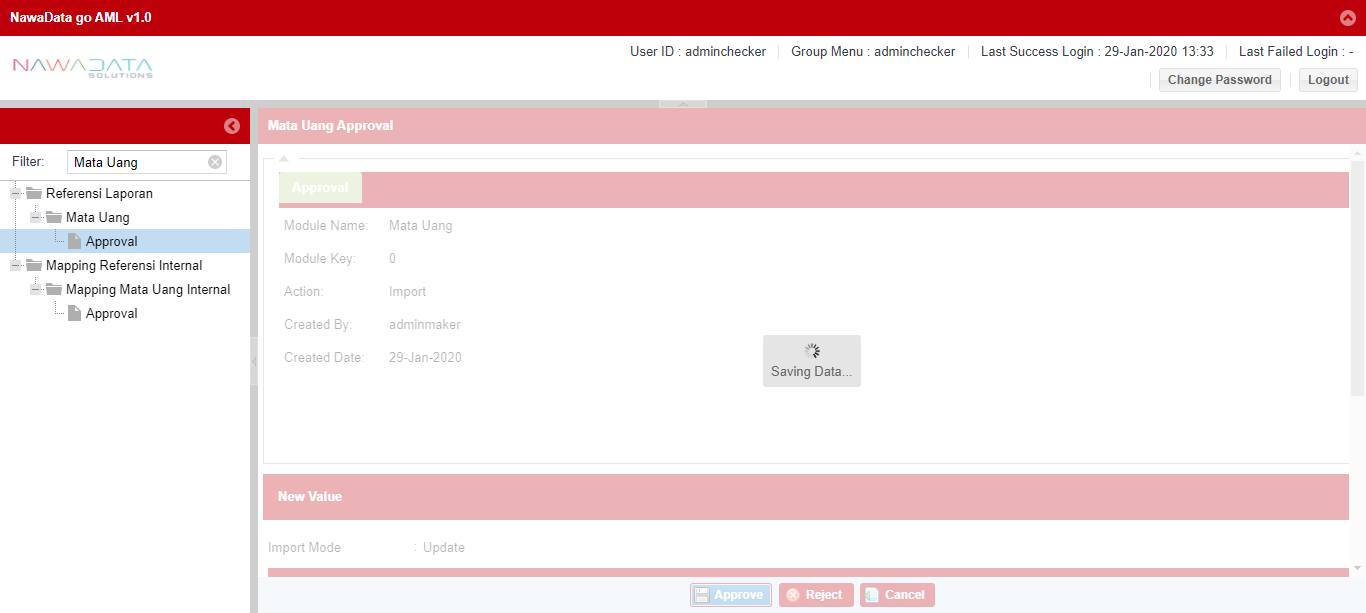 NawaData go AML v1.0
User ID : adminchecker Group Menu : adminchecker Last Success Login : 29-Jan-2020 13:33 Last Failed Login : -
NAWADATA
SOLUTIONS
Change Password Logout
Mata Uang Approval
Filter: Mata Uang
Referensi Laporan
Mata Uang
Approval
Mapping Referensi Internal
Mapping Mata Uang Internal
Approval
Approval
Module Name: Mata Uang
Module Key: 0
Action: Import
Created By: adminmaker
Created Date: 29-Jan-2020
Saving Data...
New Value
Import Mode : Update
Approve Reject Cancel